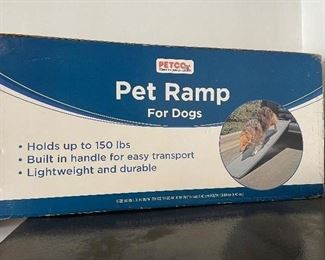 PETCO
Pet Ramp
For Dogs
• Holds up to 150 lbs
• Built in handle for easy transport
• Lightweight and durable